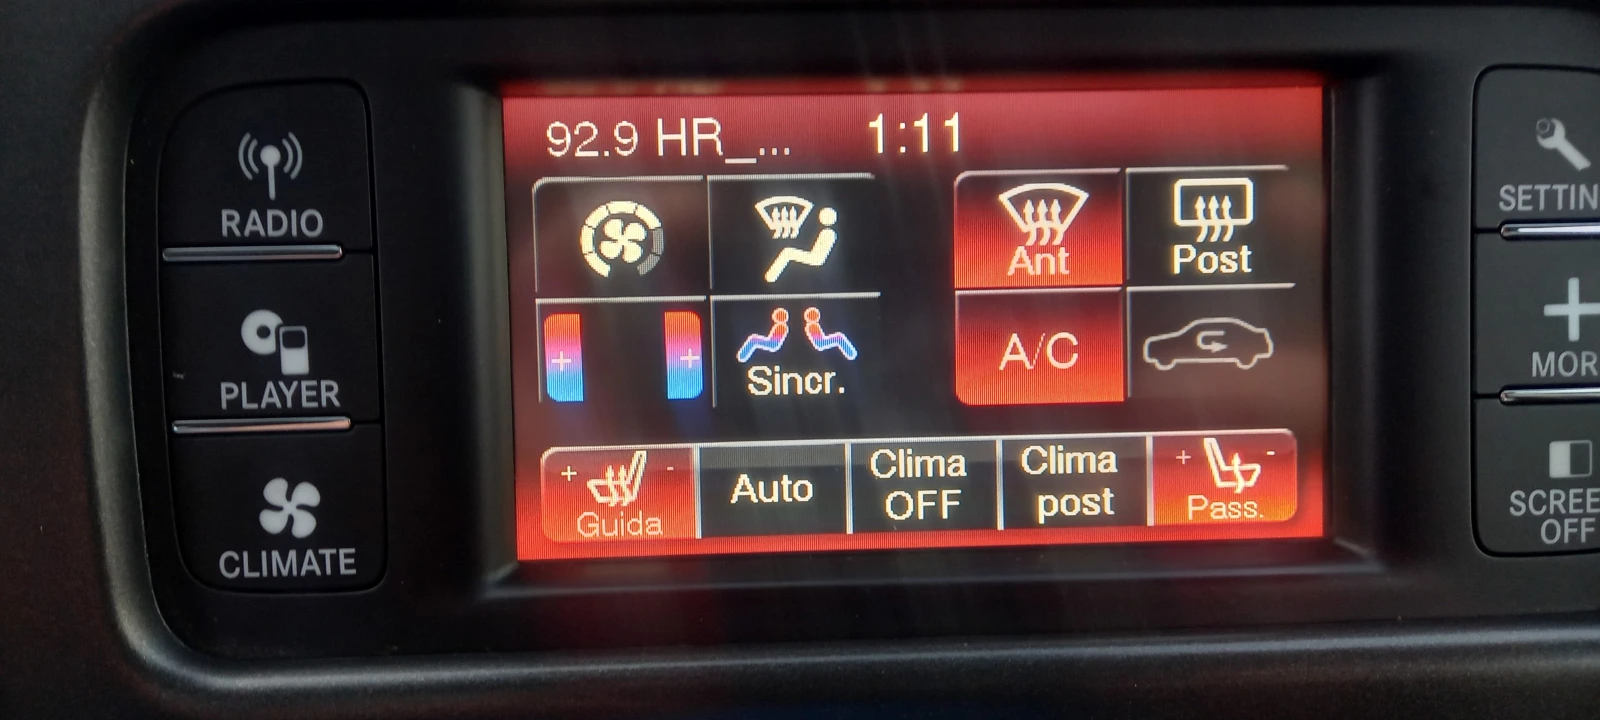 RADIO
PLAYER
CLIMATE
92.9 HR_... 1:11
Ant
Post
+ +
Sincr.
A/C
+ -
Guida
Auto
Clima
OFF
Clima
post
+ -
Pass.
SETTIN
MOR
SCREE
OFF